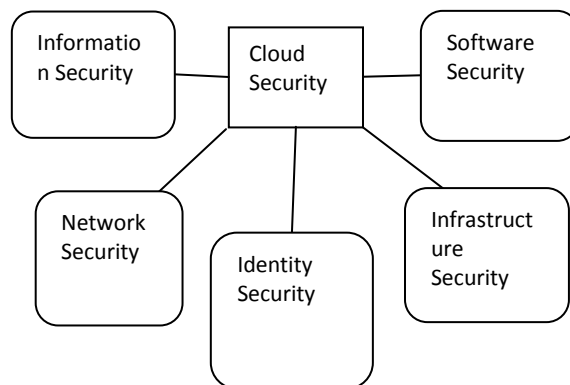 Informatio
n Security
Cloud
Security
Software
Security
Network
Security
Identity
Security
Infrastruct
ure
Security